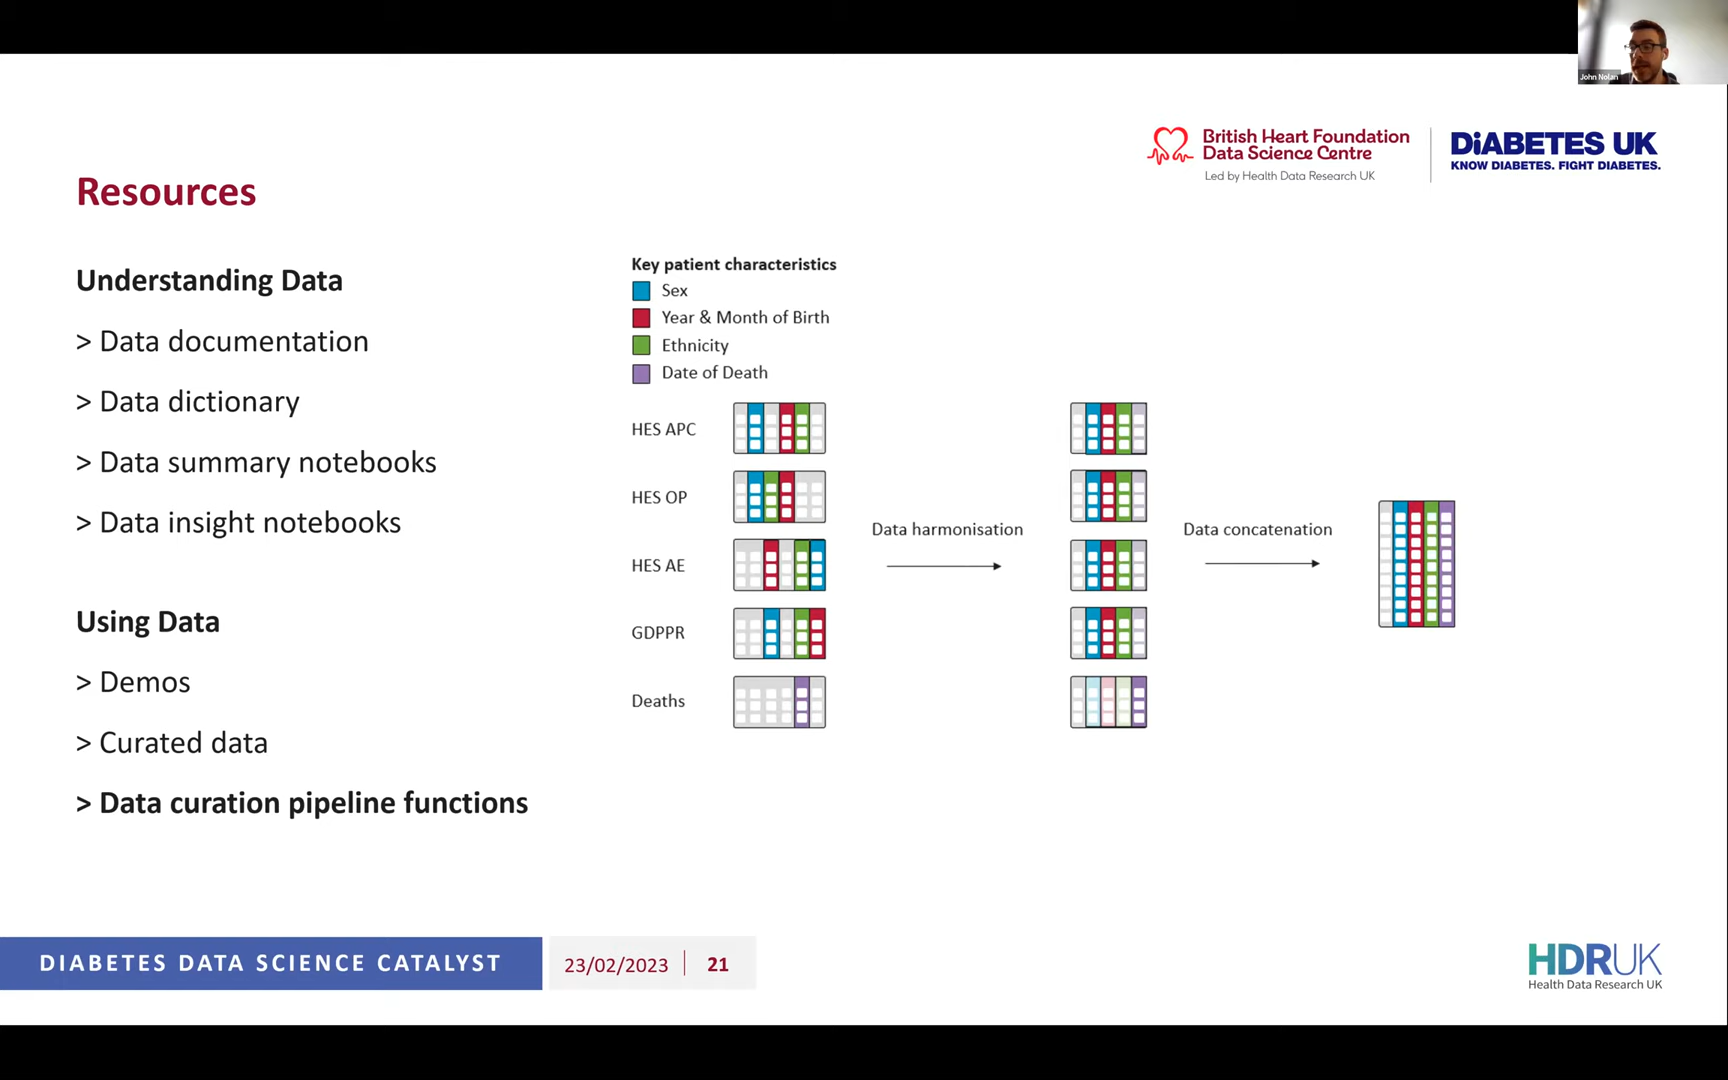 John Nolan
British Heart Foundation
Data Science Centre
Led by Health Data Research UK
DiABETES UK
KNOW DIABETES. FIGHT DIABETES.
Resources
Understanding Data
> Data documentation
> Data dictionary
> Data summary notebooks
> Data insight notebooks
Using Data
> Demos
> Curated data
> Data curation pipeline functions
Key patient characteristics
Sex
Year & Month of Birth
Ethnicity
Date of Death
HES APC
HES OP
HES AE
GDPPR
Deaths
Data harmonisation
Data concatenation
DIABETES DATA SCIENCE CATALYST
23/02/2023 21
HDRUK
Health Data Research UK